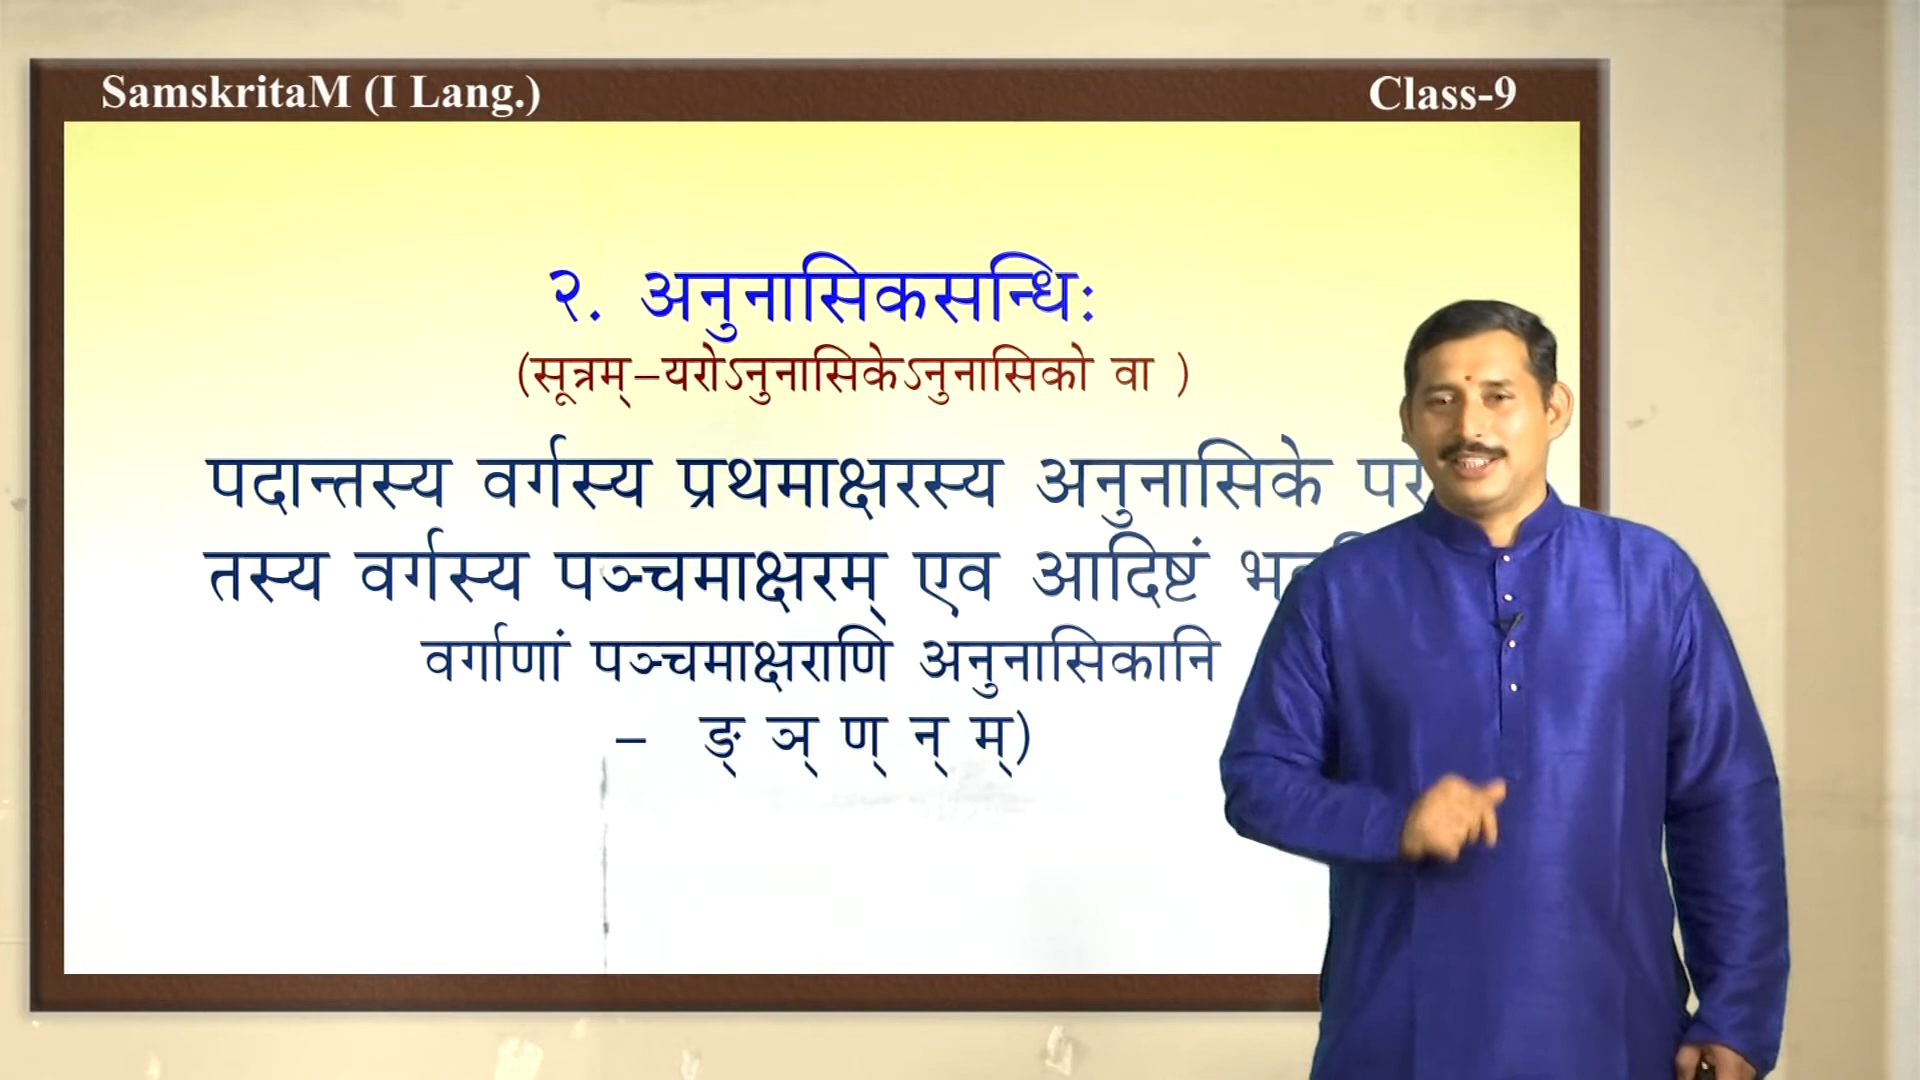 SamskritaM (I Lang.)
Class-9
२. अनुनासिकसन्धिः
(सूत्रम्-यरोऽनुनासिकेऽनुनासिको वा )
पदान्तस्य वर्गस्य प्रथमाक्षरस्य अनुनासिके
तस्य वर्गस्य पञ्चमाक्षरम् एव आदिष्टं
वर्गाणां पञ्चमाक्षराणि अनुनासिकानि
- ङ् ञ् ण् न् म्)